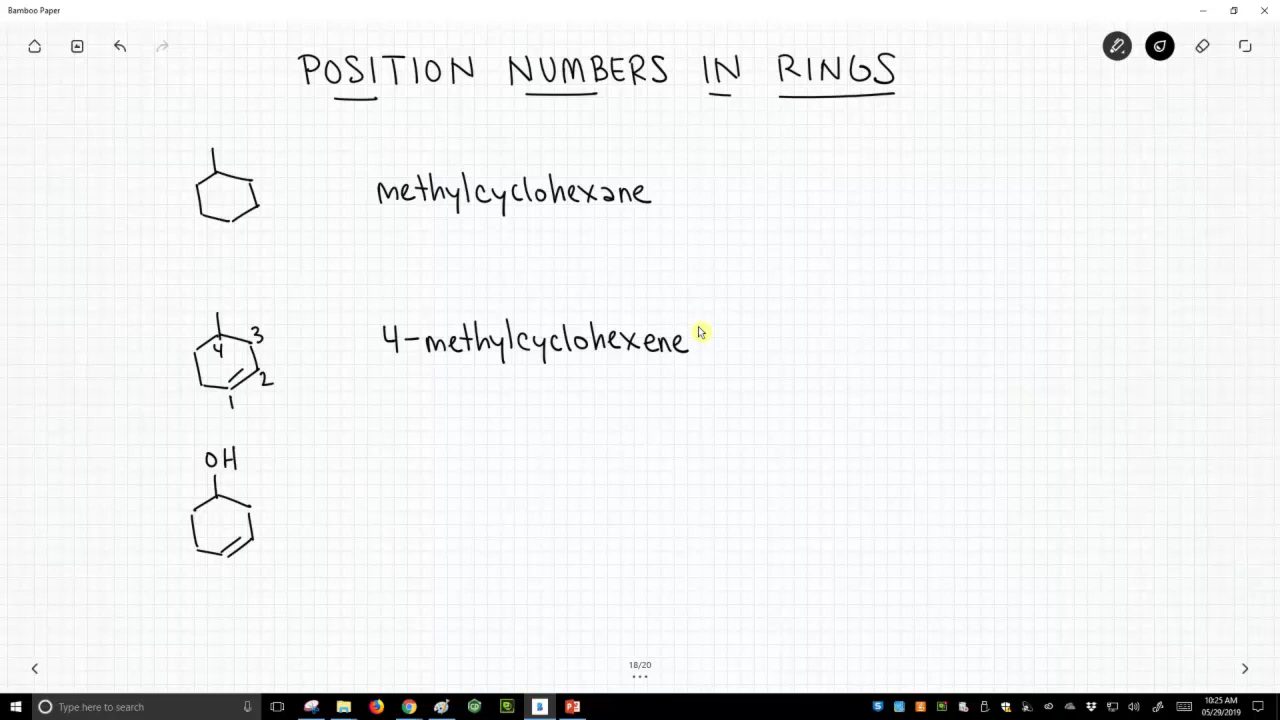 Bamboo Paper
POSITION NUMBERS IN RINGS
methylcyclohexane
3
4
4-methylcyclohexene
2
1
OH
18/20
Type here to search
10:25 AM
05/29/2019